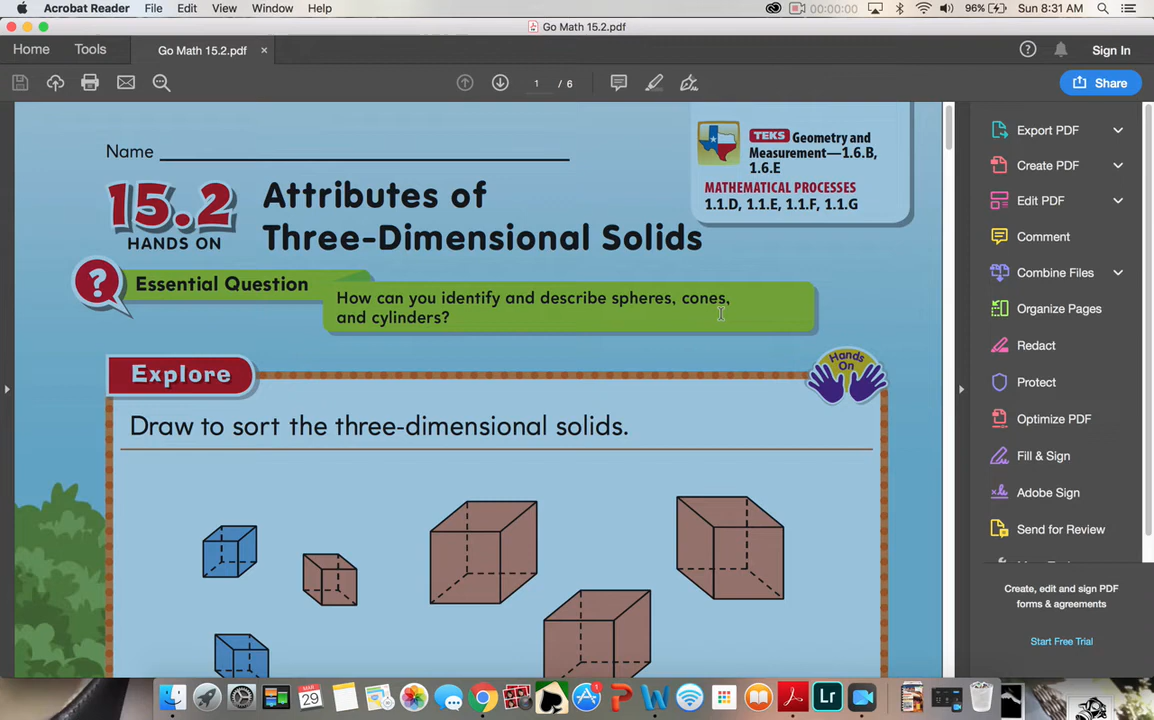 Acrobat Reader File Edit View Window Help 00:00:00 96% Sun 8:31 AM
Go Math 15.2.pdf
Home Tools Go Math 15.2.pdf × ? Sign In
1 / 6 Share
Name
TEKS Geometry and
Measurement—1.6.B,
1.6.E
MATHEMATICAL PROCESSES
1.1.D, 1.1.E, 1.1.F, 1.1.G
15.2
HANDS ON
Attributes of
Three-Dimensional Solids
? Essential Question
How can you identify and describe spheres, cones,
and cylinders?
Explore
Hands
On
Draw to sort the three-dimensional solids.
Export PDF
Create PDF
Edit PDF
Comment
Combine Files
Organize Pages
Redact
Protect
Optimize PDF
Fill & Sign
Adobe Sign
Send for Review
Create, edit and sign PDF
forms & agreements
Start Free Trial
MAR
29
1
Lr